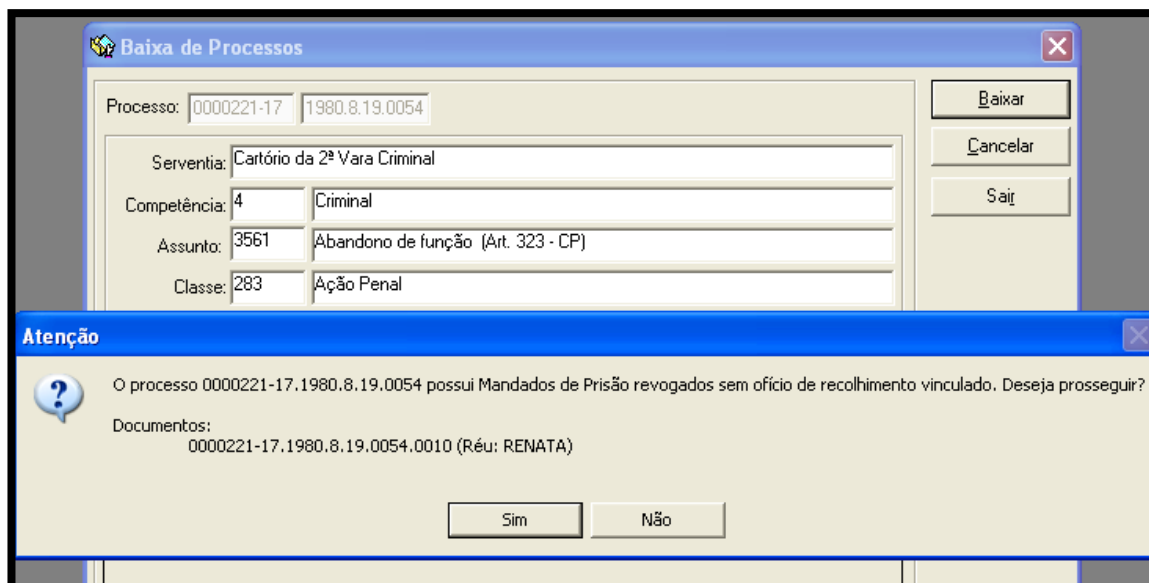 Baixa de Processos
Processo: 0000221-17 1980.8.19.0054
Baixar
Serventia: Cartório da 2ª Vara Criminal
Cancelar
Competência: 4 Criminal
Sair
Assunto: 3561 Abandono de função (Art. 323 - CP)
Classe: 283 Ação Penal
Atenção
O processo 0000221-17.1980.8.19.0054 possui Mandados de Prisão revogados sem ofício de recolhimento vinculado. Deseja prosseguir?
Documentos:
0000221-17.1980.8.19.0054.0010 (Réu: RENATA)
Sim Não